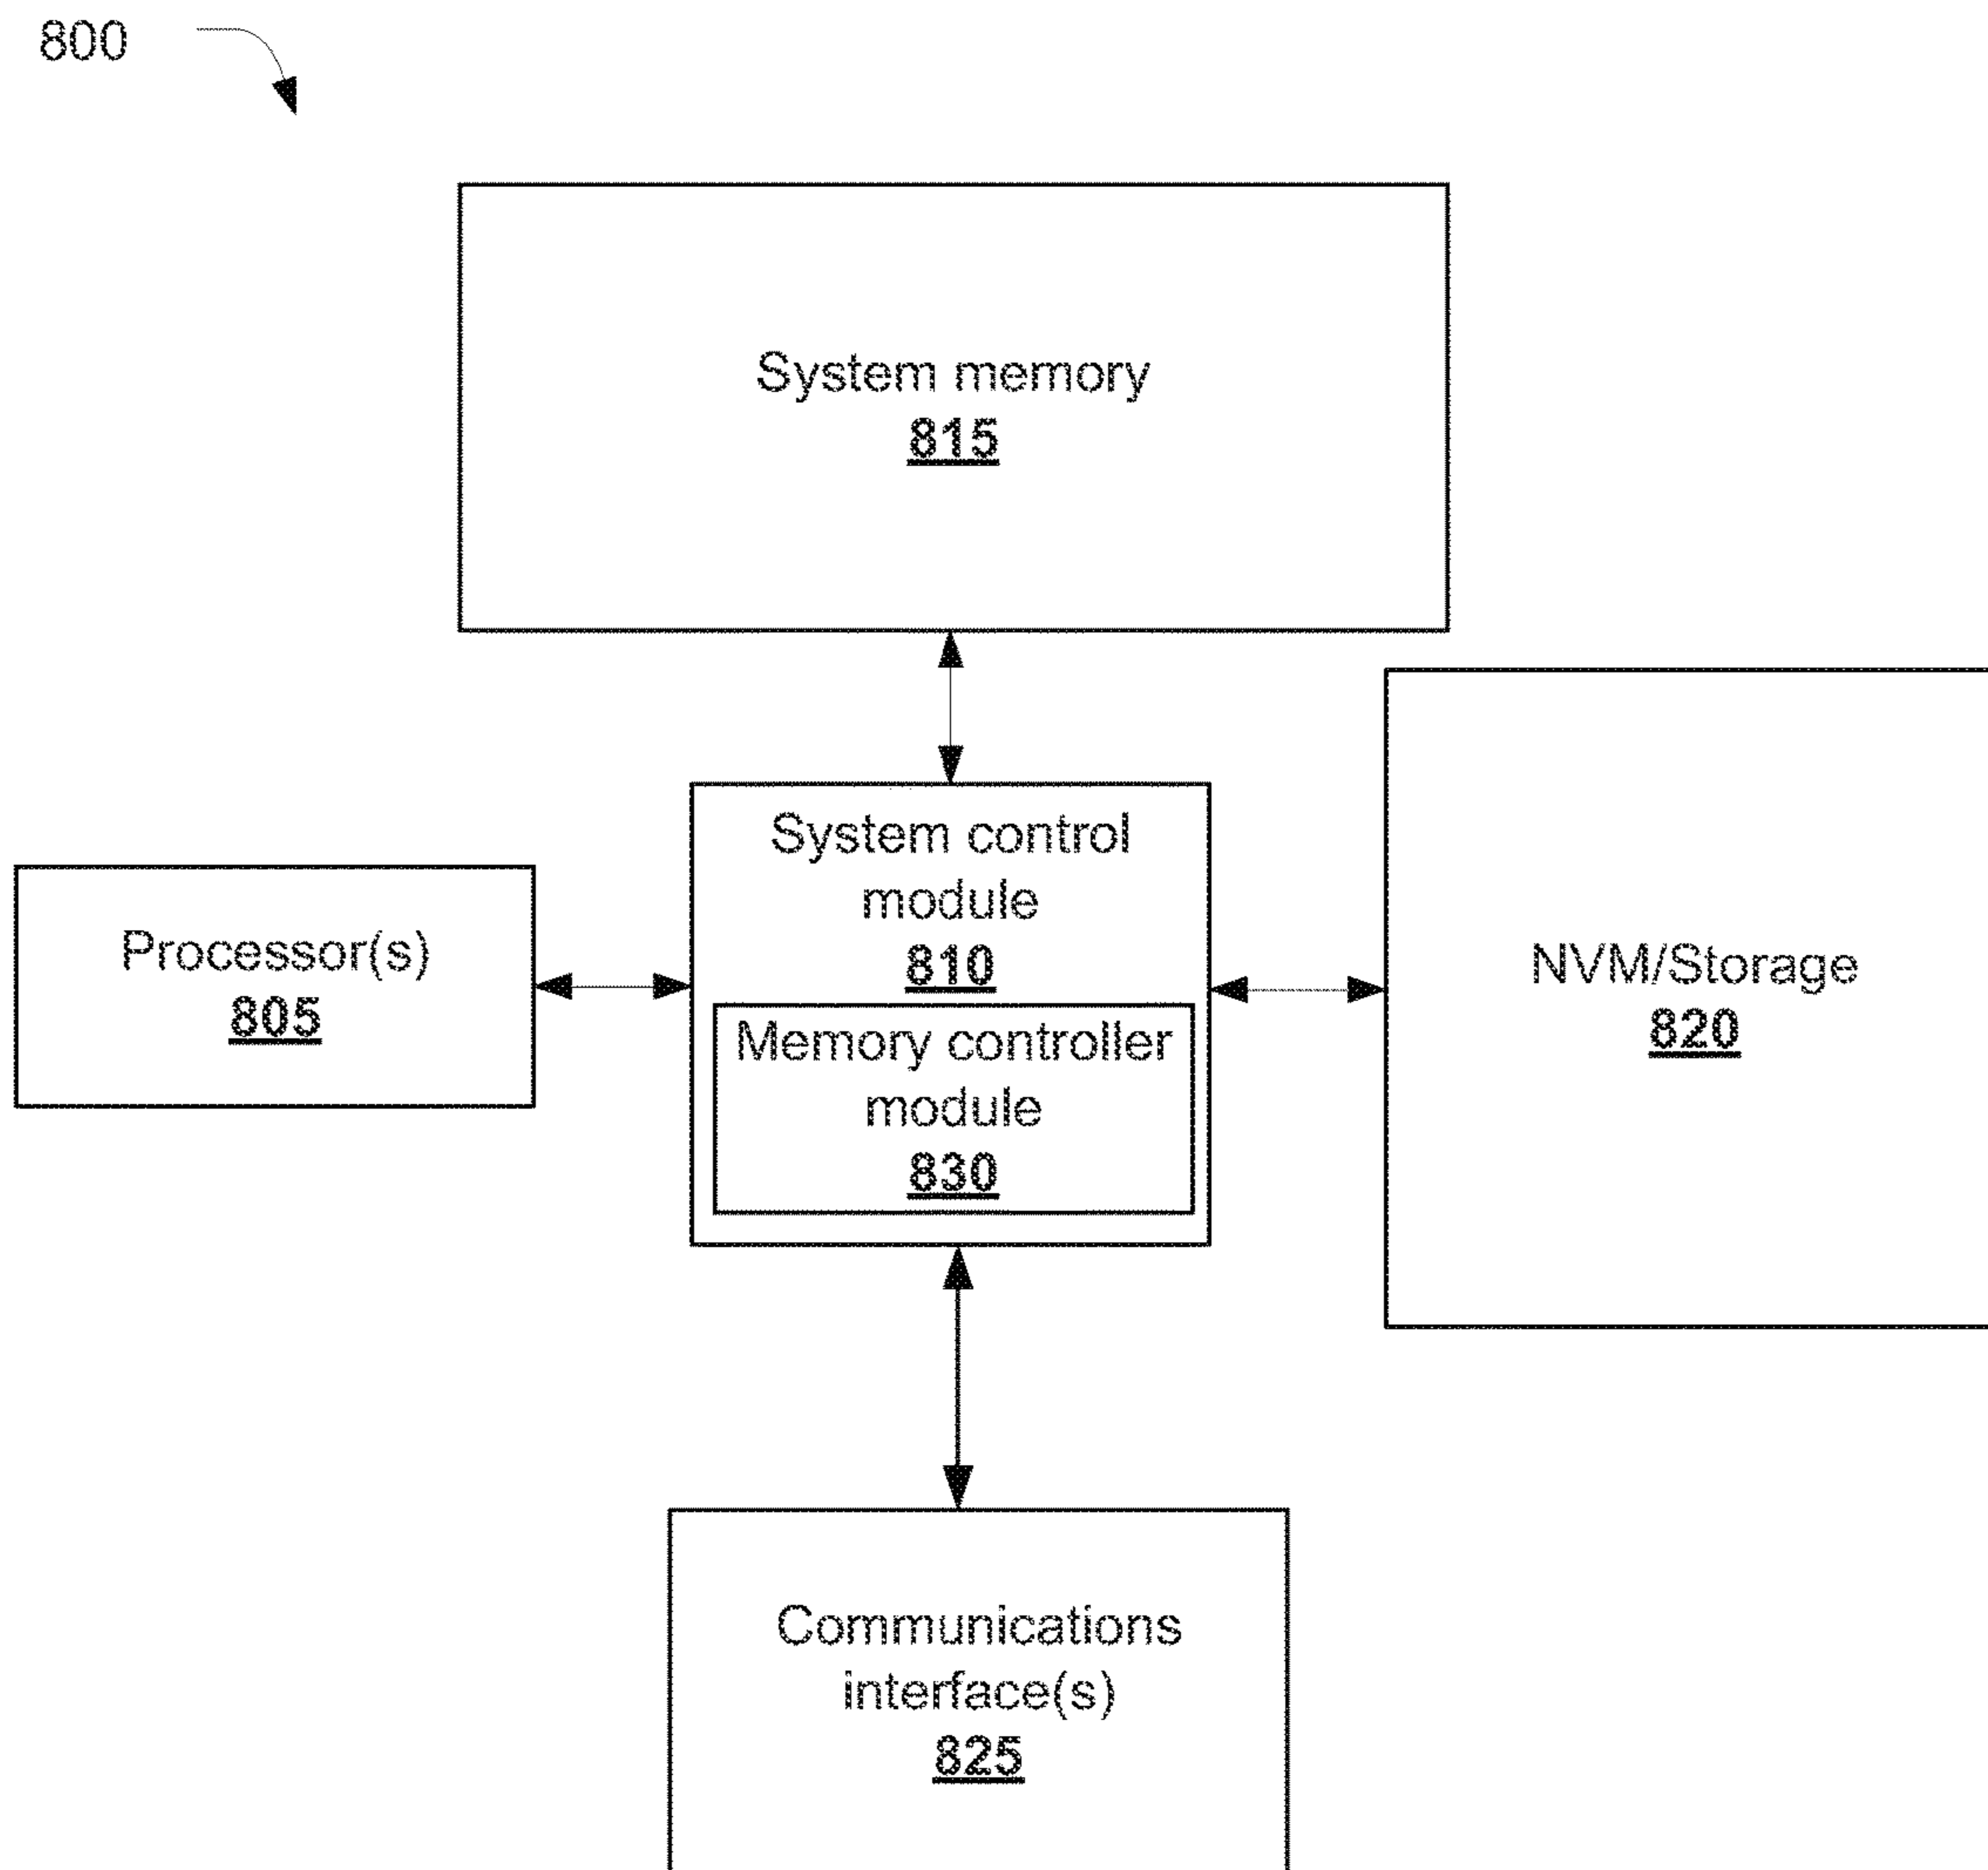 800
System memory
815
System control
module
810
Processor(s)
805
NVM/Storage
820
Memory controller
module
830
Communications
interface(s)
825